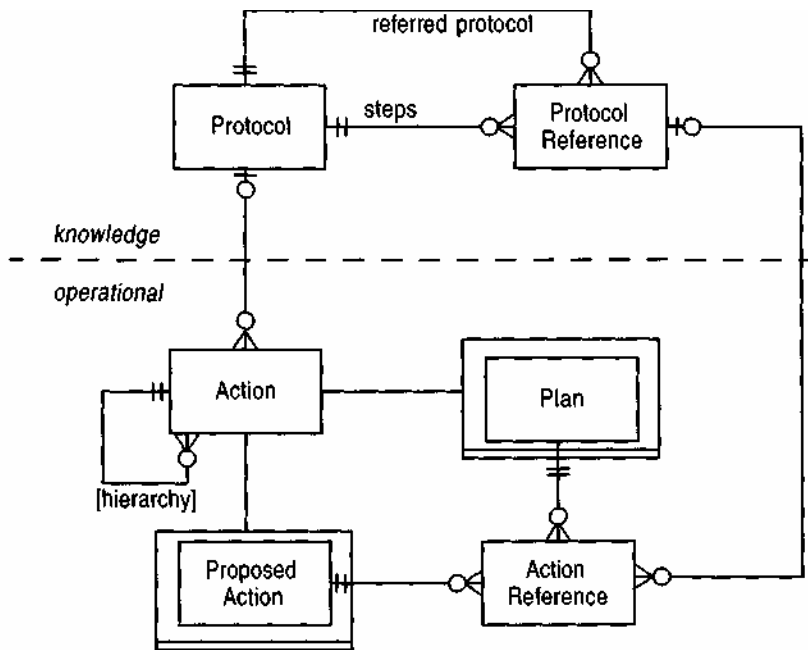 referred protocol
Protocol
steps
Protocol
Reference
knowledge
operational
Action
Plan
[hierarchy]
Proposed
Action
Action
Reference